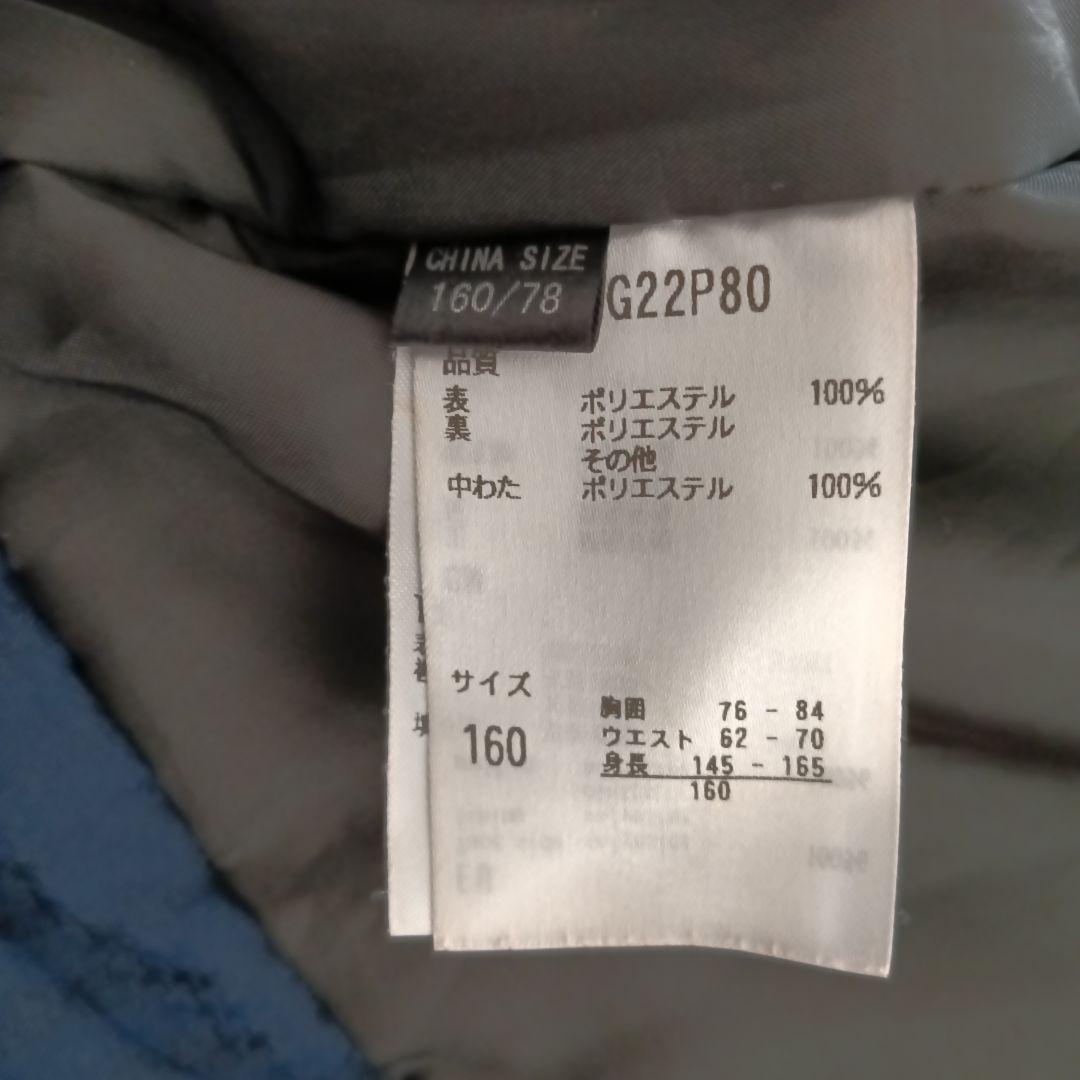 CHINA SIZE
160/78
G22P80
品質
表 ポリエステル 100%
裏 ポリエステル
その他
中わた ポリエステル 100%
サイズ
160
胸囲 76 - 84
ウエスト 62 - 70
身長 145 - 165
160